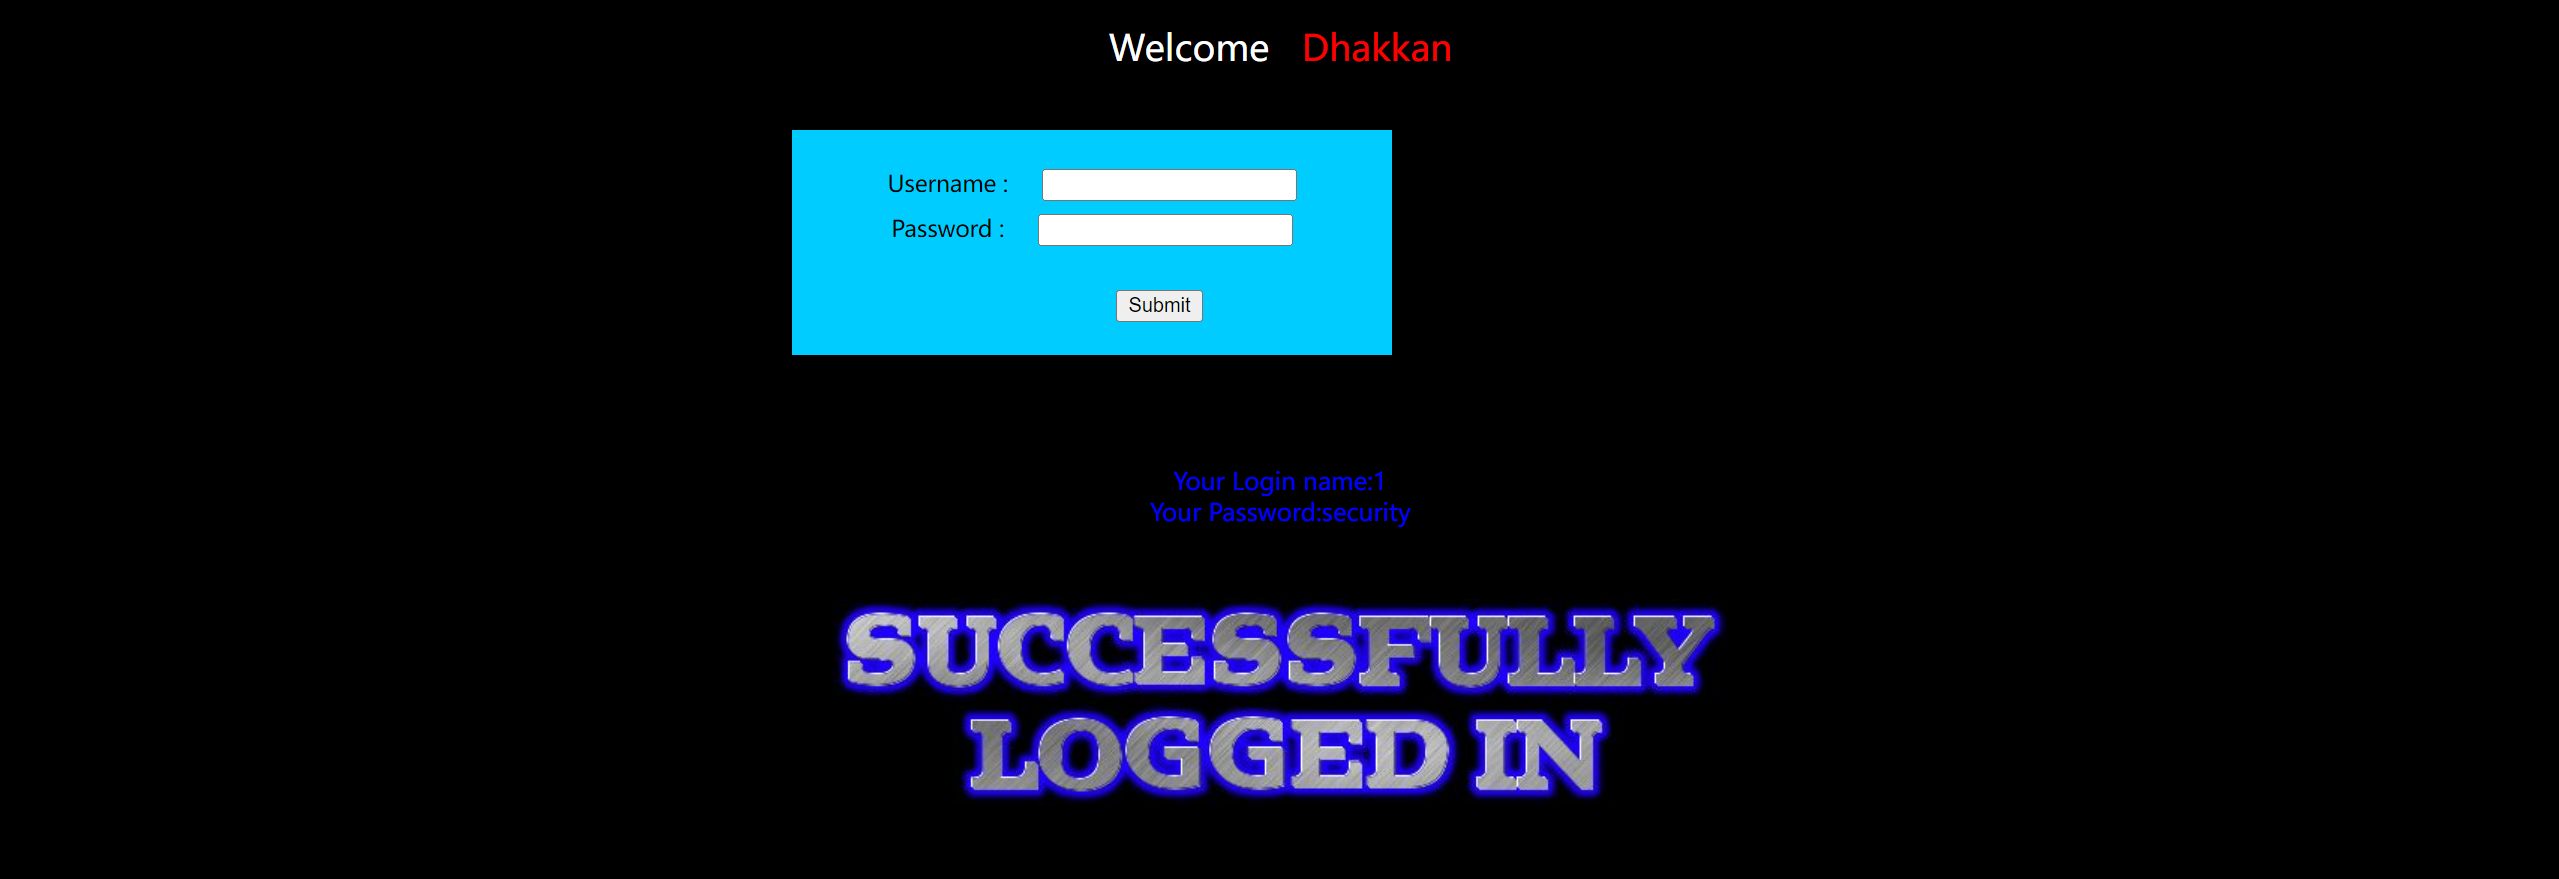 Welcome Dhakkan
Username :
Password :
Submit
Your Login name:1
Your Password:security
SUCCESSFULLY
LOGGED IN